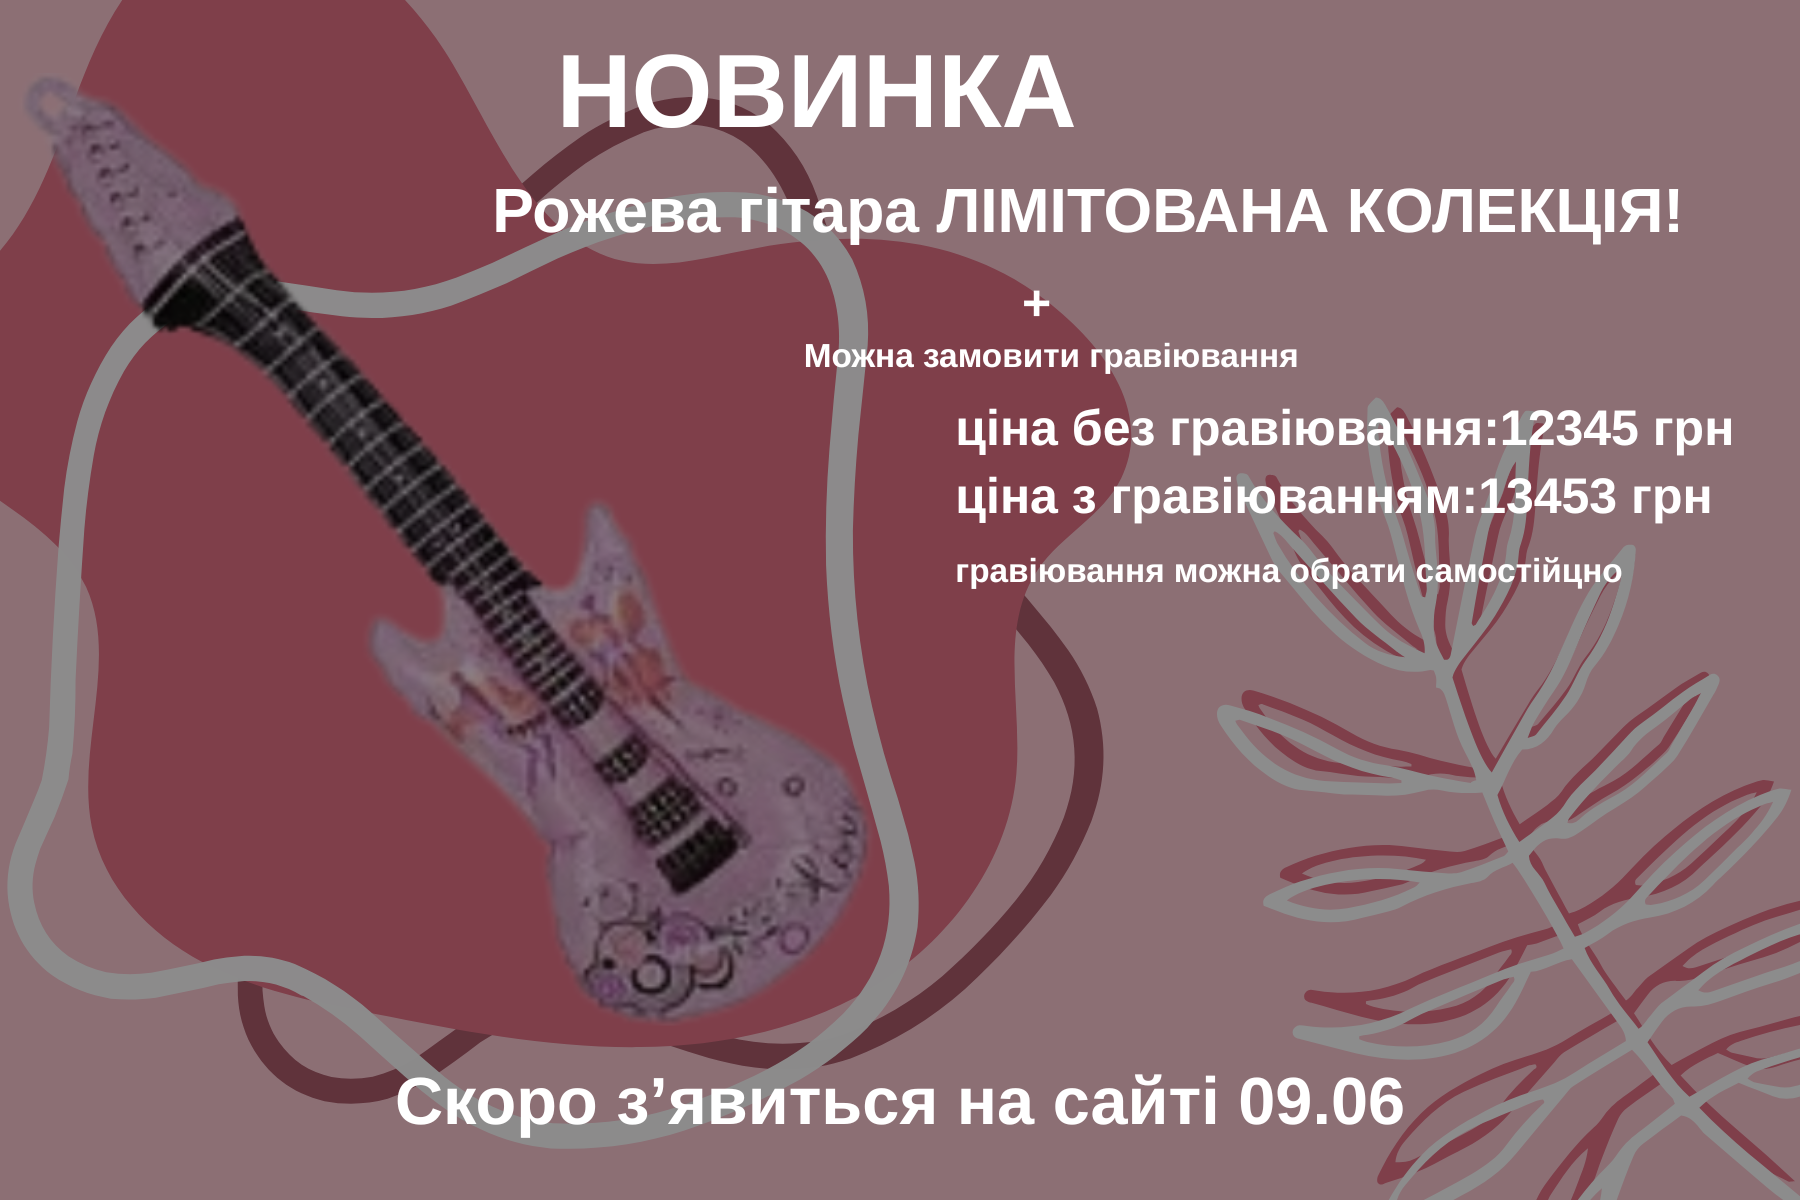 НОВИНКА
Рожева гітара ЛІМІТОВАНА КОЛЕКЦІЯ!
+
Можна замовити гравіювання
ціна без гравіювання:12345 грн
ціна з гравіюванням:13453 грн
гравіювання можна обрати самостійцно
Скоро з’явиться на сайті 09.06